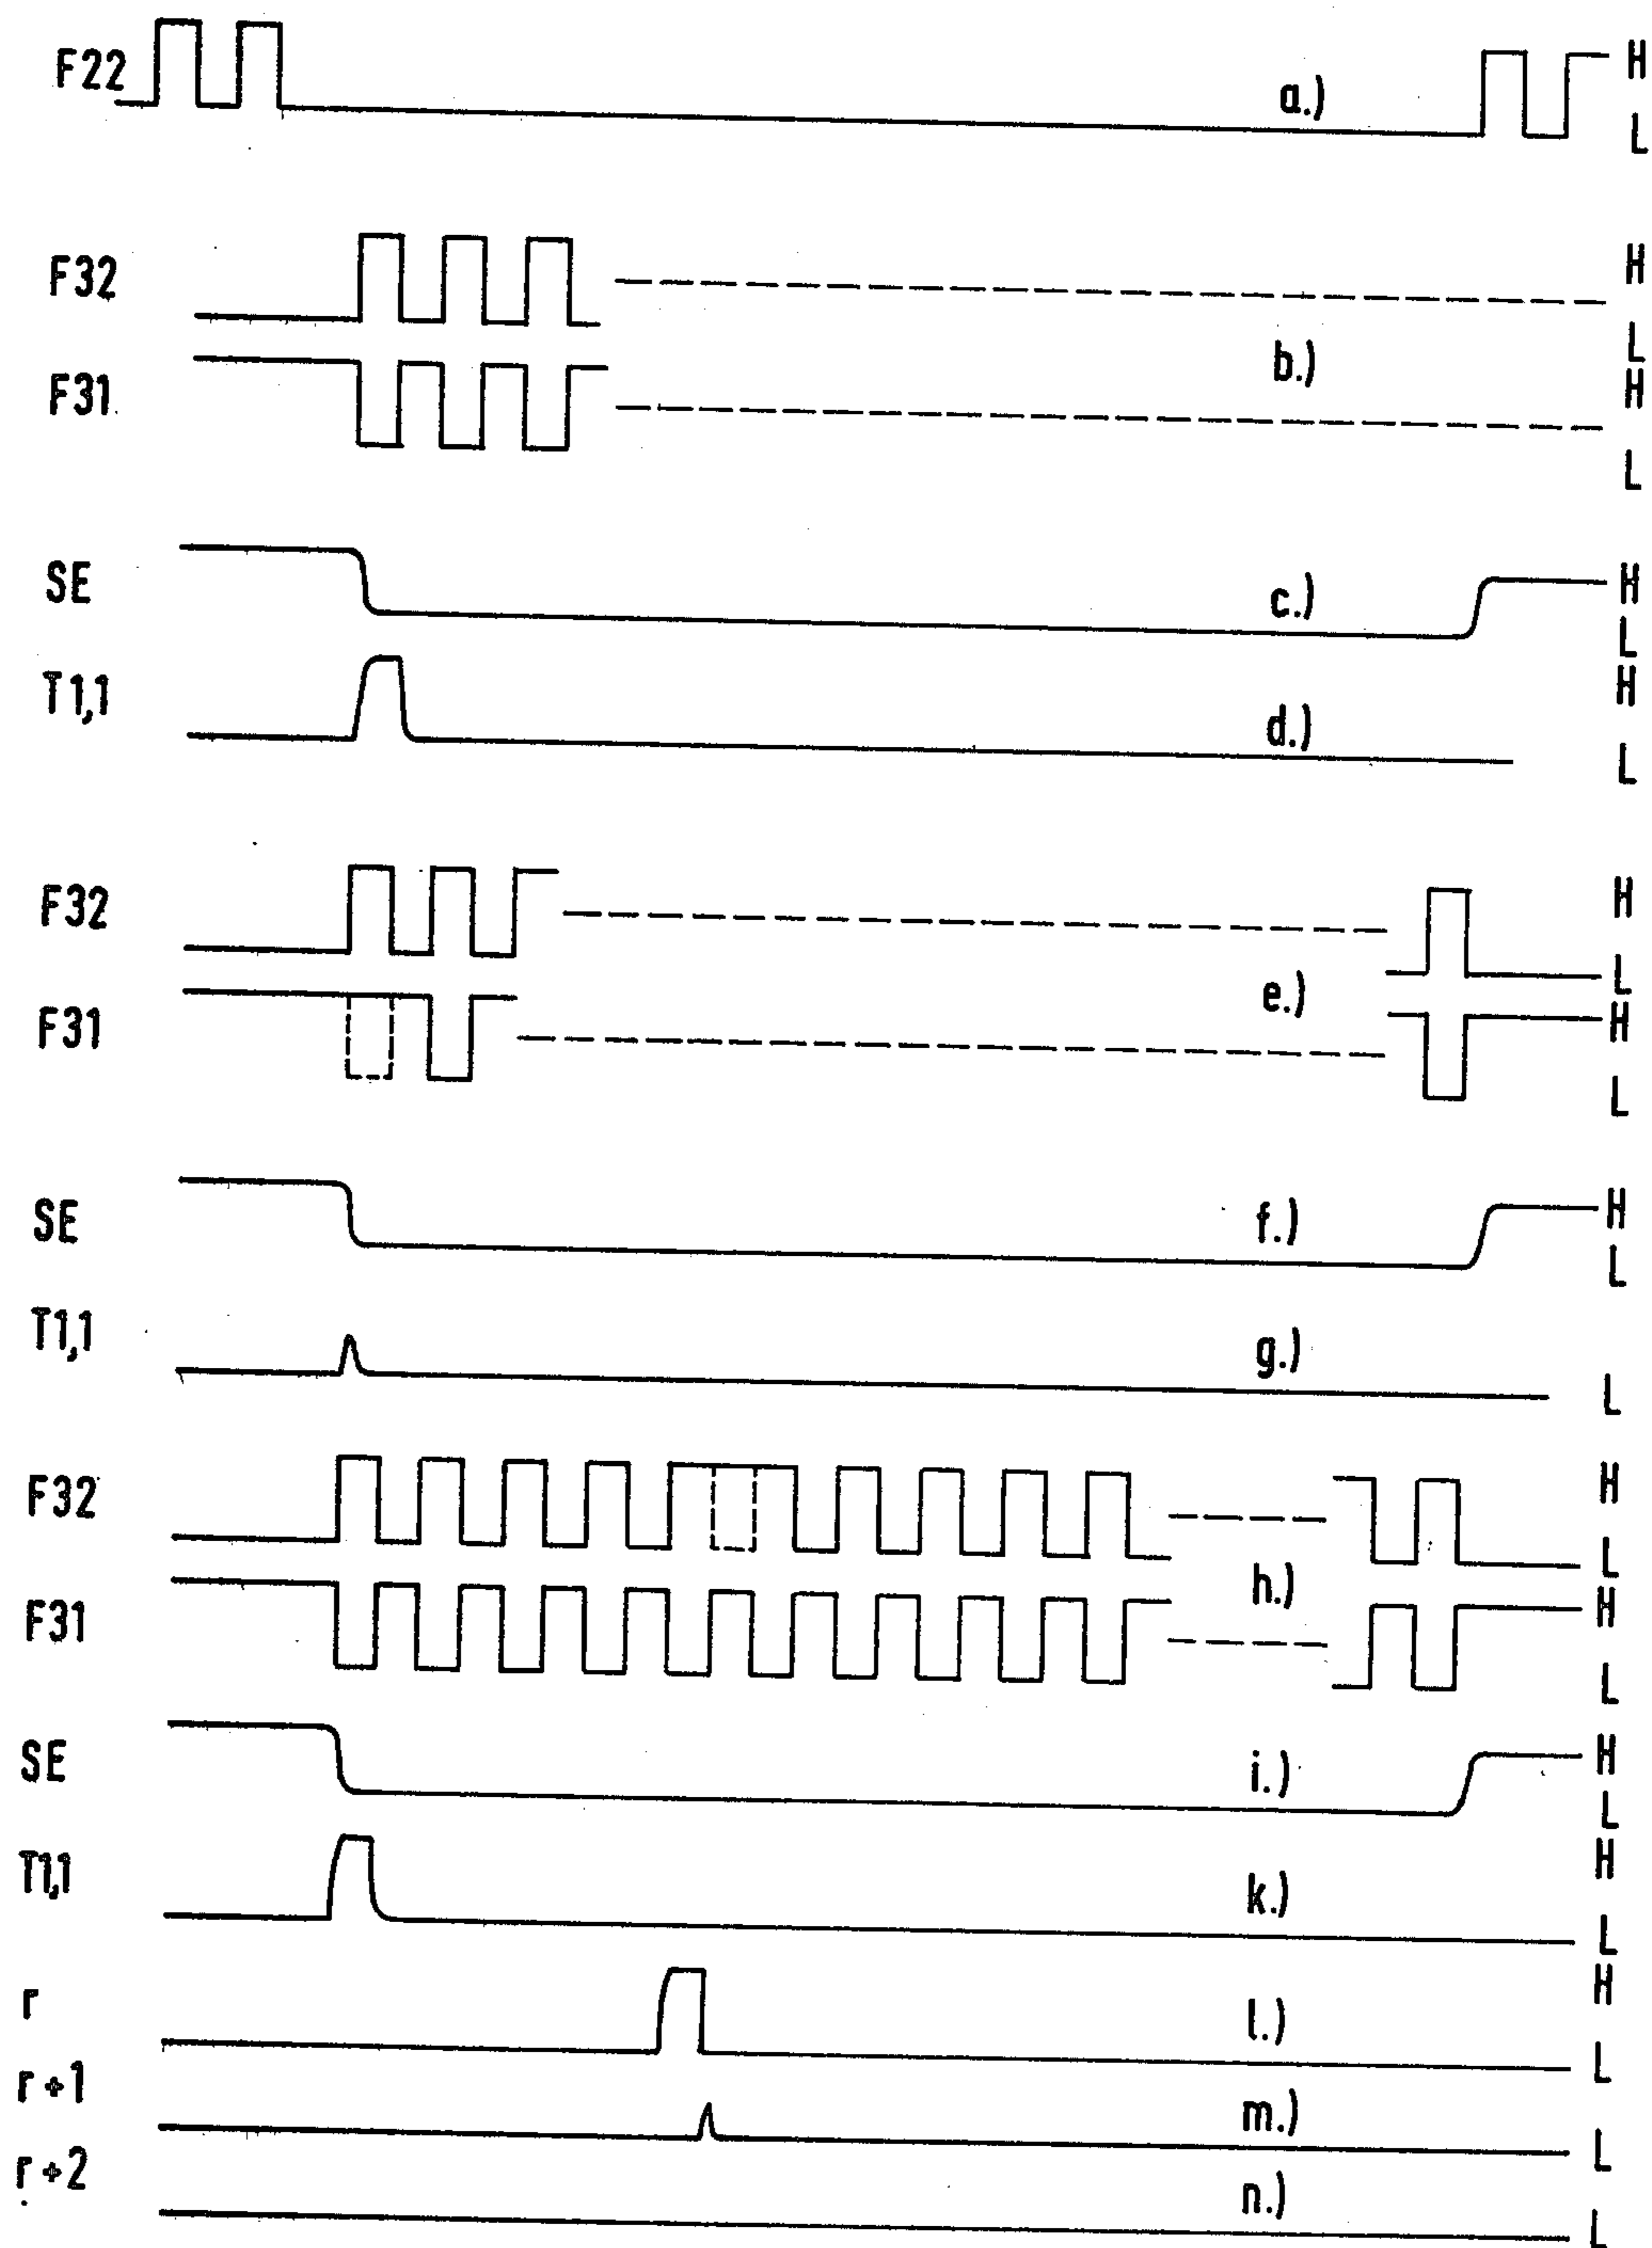 F22 a.) H
L
F32 H
L
b.)
F31 H
L
SE c.) H
L
T1,1 H
d.) L
F32 H
L
e.)
F31 H
L
SE f.) H
L
T1,1 g.)
L
F32 H
L
h.)
F31 H
L
SE i.) H
L
T1,1 H
k.) L
r H
l.) L
r+1 m.) L
r+2 n.) L